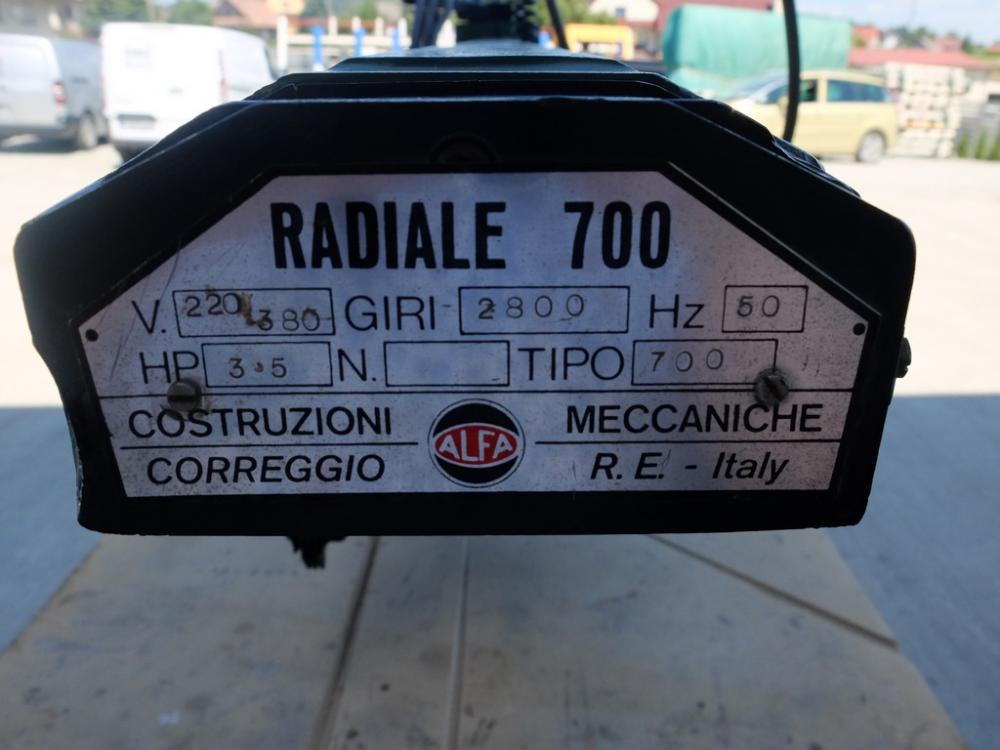 RADIALE 700
V. 220/380 GIRI 2800 Hz 50
HP 3.5 N. TIPO 700
COSTRUZIONI ALFA MECCANICHE
CORREGGIO R.E. - Italy